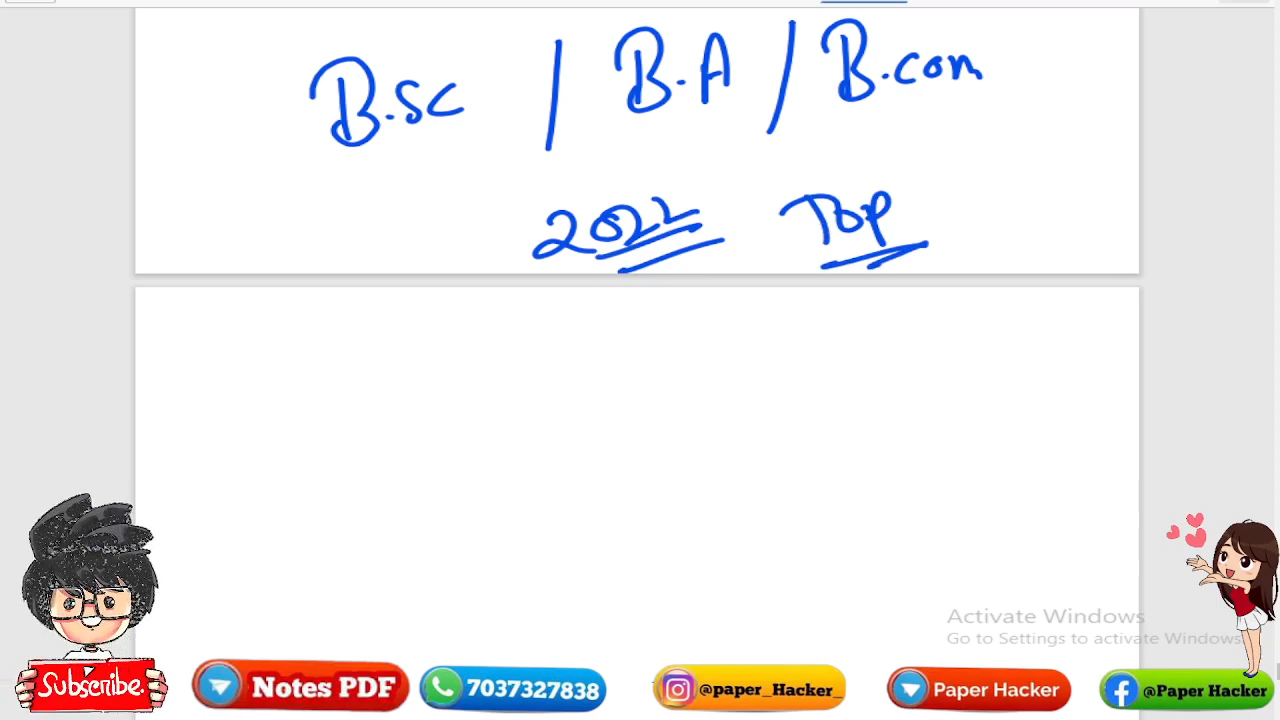 B.SC / B.A / B.com
2022 Top
Activate Windows
Go to Settings to activate Windows.
Subscribe.
Notes PDF 7037327838 @paper_Hacker_ Paper Hacker @Paper Hacker